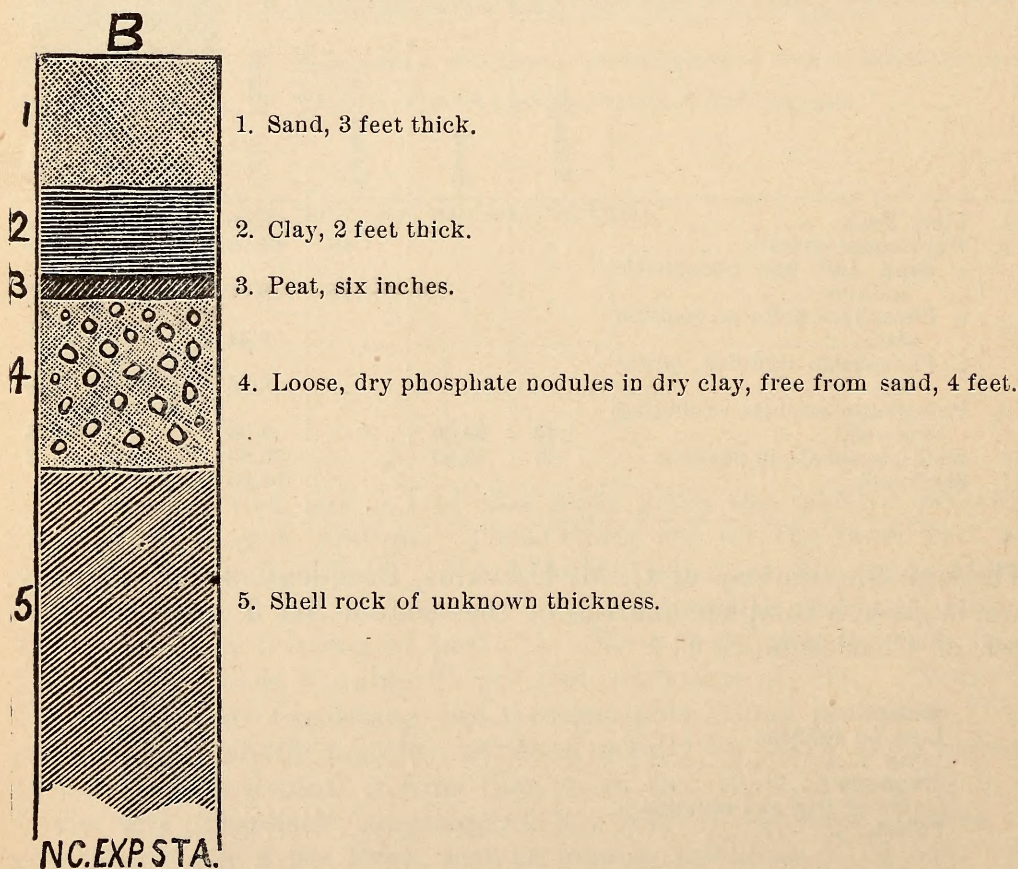 B
1 1. Sand, 3 feet thick.
2 2. Clay, 2 feet thick.
3 3. Peat, six inches.
4 4. Loose, dry phosphate nodules in dry clay, free from sand, 4 feet.
5 5. Shell rock of unknown thickness.
N C. EXP. STA.